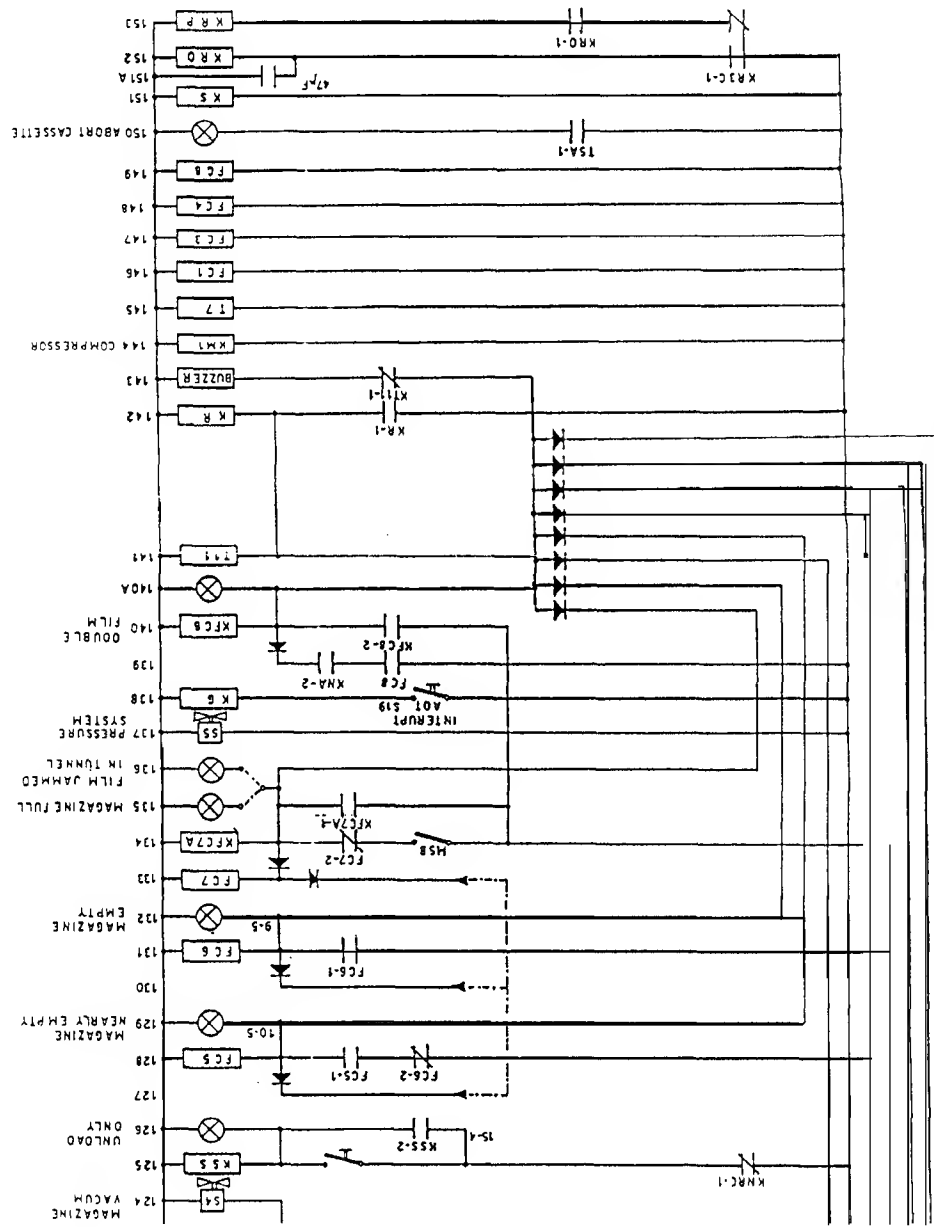 MAGAZINE
VACUM
124
S4
KNRC-1
KSS
125
15-4
KSS-2
126
UNLOAD
ONLY
127
FC6-2
FC5-1
FC5
128
10-5
129
MAGAZINE
NEARLY EMPTY
130
FC6-1
FC6
131
9-5
132
MAGAZINE
EMPTY
FC7
133
MS8
FC7-2
KFC7A
134
KFC7A-1
135 MAGAZINE FULL
136
FILM JAMMED
IN TUNNEL
S5
137 PRESSURE
SYSTEM
INTERUPT
AOT S19
KG
138
FC8
KNA-2
139
KFC8-2
KFC8
140
DOUBLE
FILM
140A
T11
141
KR-1
KR
142
KT11-1
BUZZER
143
KM1
144 COMPRESSOR
T7
145
FC1
146
FC3
147
FC4
148
FC8
149
TSA-1
150 ABORT CASSETTE
KS
151
47µF
151A
KR3C-1
KRO
152
KRO-1
KRP
153